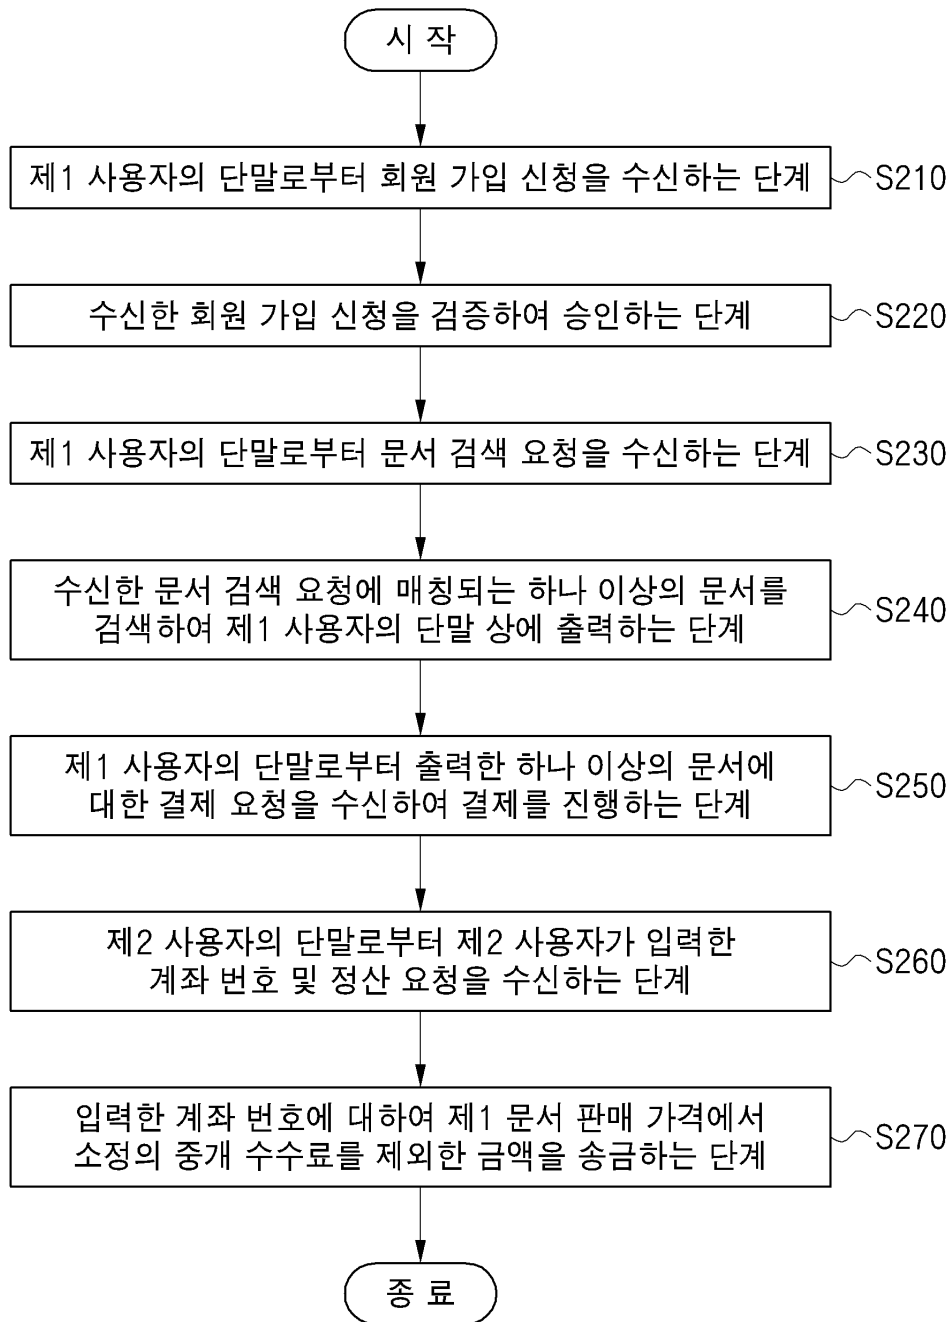 시 작
제1 사용자의 단말로부터 회원 가입 신청을 수신하는 단계
S210
수신한 회원 가입 신청을 검증하여 승인하는 단계
S220
제1 사용자의 단말로부터 문서 검색 요청을 수신하는 단계
S230
수신한 문서 검색 요청에 매칭되는 하나 이상의 문서를
검색하여 제1 사용자의 단말 상에 출력하는 단계
S240
제1 사용자의 단말로부터 출력한 하나 이상의 문서에
대한 결제 요청을 수신하여 결제를 진행하는 단계
S250
제2 사용자의 단말로부터 제2 사용자가 입력한
계좌 번호 및 정산 요청을 수신하는 단계
S260
입력한 계좌 번호에 대하여 제1 문서 판매 가격에서
소정의 중개 수수료를 제외한 금액을 송금하는 단계
S270
종 료